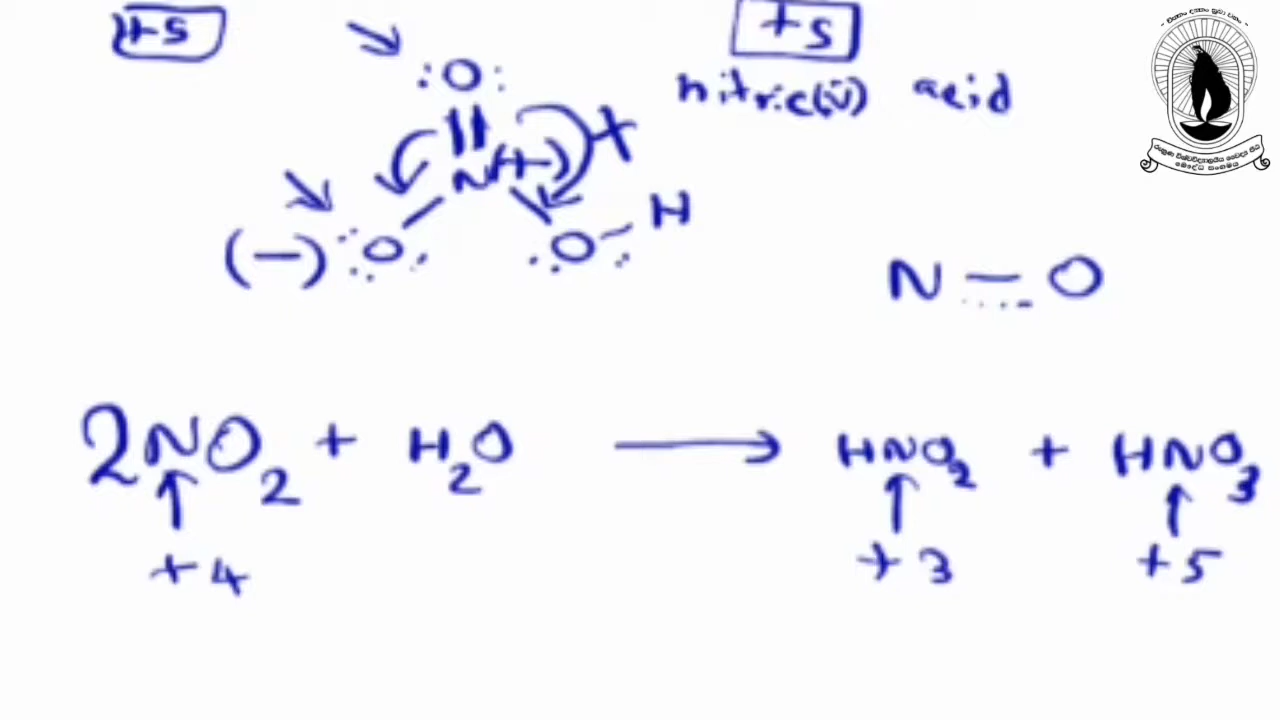 +5
+5
nitric(V) acid
:O:
|| 
N(+)
(-) O
O - H
N - O
2NO₂ + H₂O → HNO₂ + HNO₃
+4
+3
+5